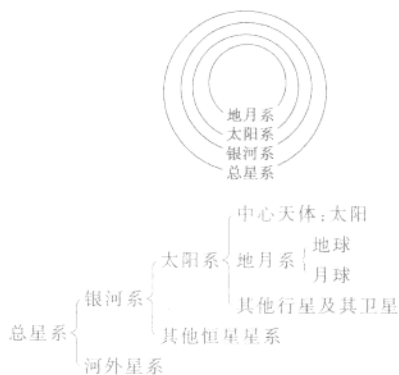 地月系
太阳系
银河系
总星系
中心天体:太阳
地球
太阳系 地月系
月球
银河系 其他行星及其卫星
总星系 其他恒星星系
河外星系